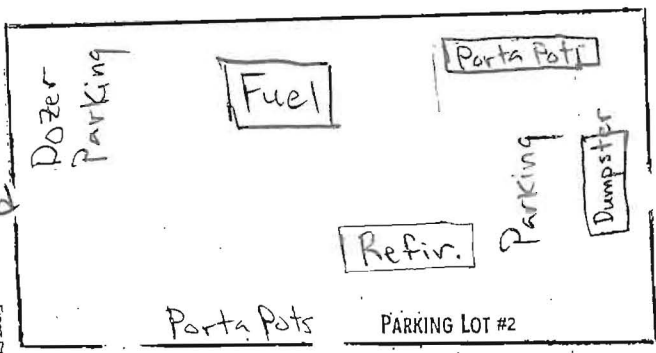 Dozer
Parking
Fuel
Porta Pots
Parking
Dumpster
Refir.
Porta Pots
PARKING LOT #2